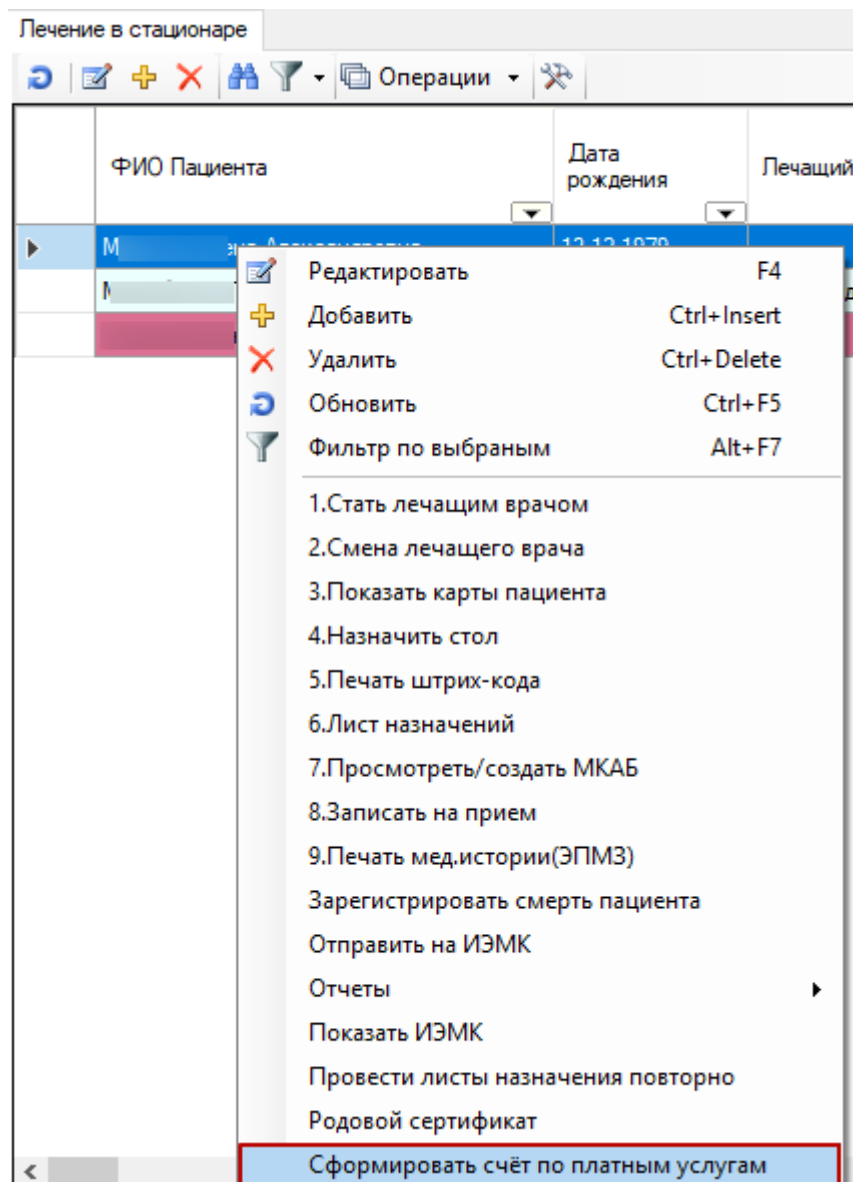 Лечение в стационаре
Операции
ФИО Пациента
Дата
рождения
Лечащий
12.12.1979
Редактировать F4
Добавить Ctrl+Insert
Удалить Ctrl+Delete
Обновить Ctrl+F5
Фильтр по выбраным Alt+F7
1.Стать лечащим врачом
2.Смена лечащего врача
3.Показать карты пациента
4.Назначить стол
5.Печать штрих-кода
6.Лист назначений
7.Просмотреть/создать МКАБ
8.Записать на прием
9.Печать мед.истории(ЭПМЗ)
Зарегистрировать смерть пациента
Отправить на ИЭМК
Отчеты
Показать ИЭМК
Провести листы назначения повторно
Родовой сертификат
Сформировать счёт по платным услугам